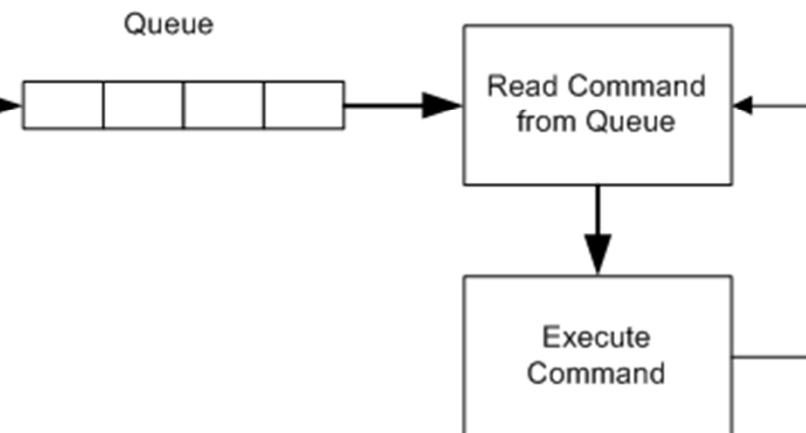 Queue
Read Command
from Queue
Execute
Command